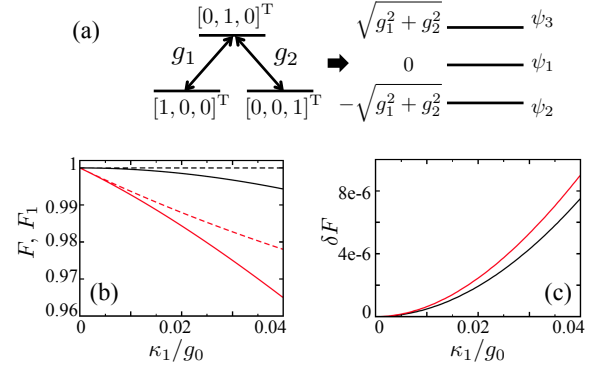 (a)
[0, 1, 0]^T
g_1
g_2
[1, 0, 0]^T
[0, 0, 1]^T
√(g_1^2 + g_2^2)
ψ_3
0
ψ_1
−√(g_1^2 + g_2^2)
ψ_2
F, F_1
1
0.99
0.98
0.97
0.96
(b)
0
0.02
0.04
κ_1/g_0
δF
8e-6
4e-6
0
(c)
0
0.02
0.04
κ_1/g_0